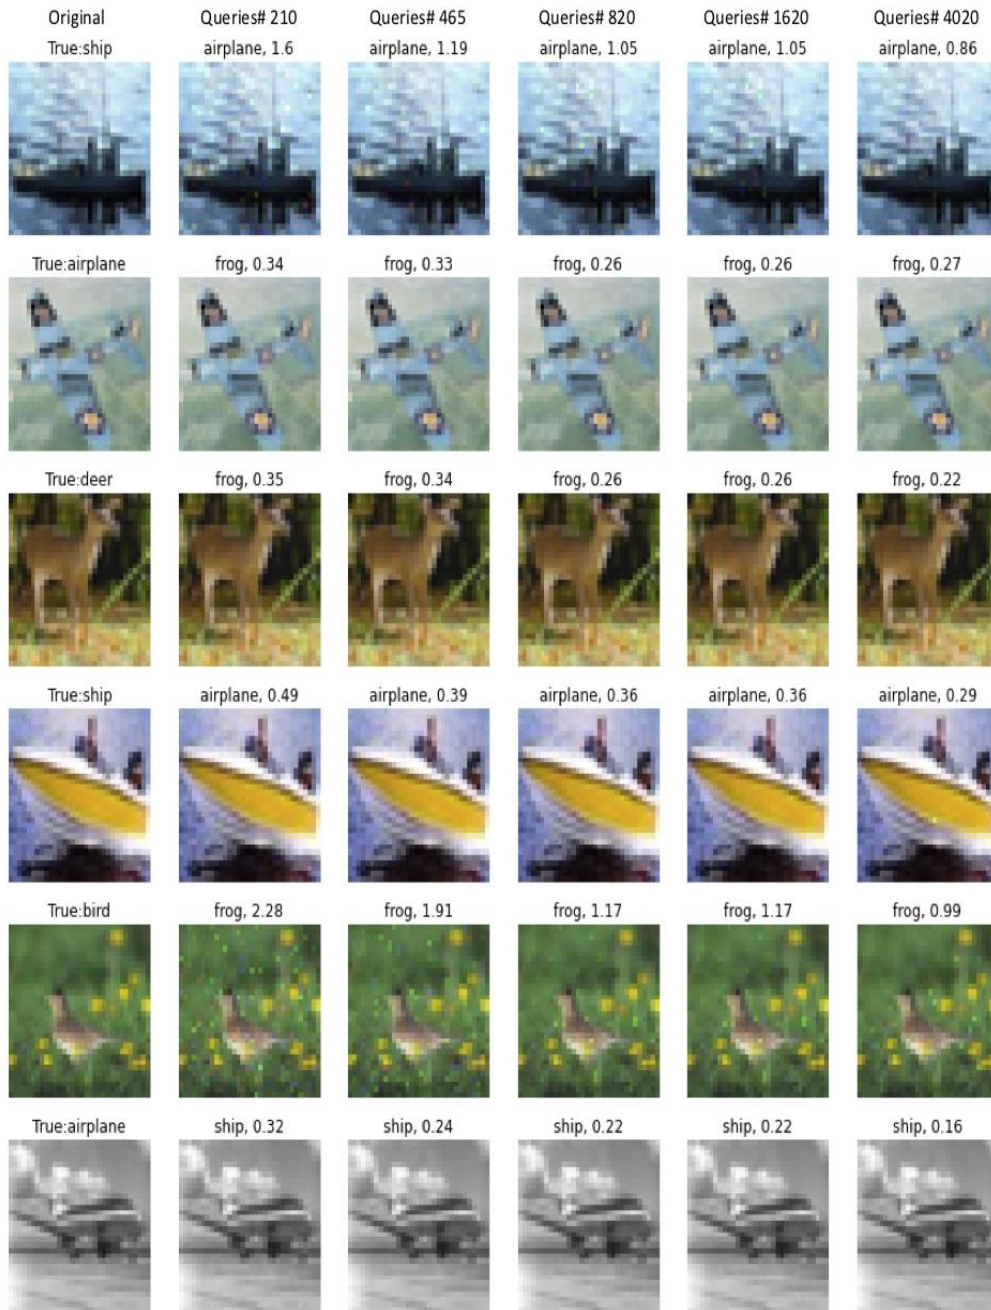 Original Queries# 210 Queries# 465 Queries# 820 Queries# 1620 Queries# 4020
True:ship airplane, 1.6 airplane, 1.19 airplane, 1.05 airplane, 1.05 airplane, 0.86
True:airplane frog, 0.34 frog, 0.33 frog, 0.26 frog, 0.26 frog, 0.27
True:deer frog, 0.35 frog, 0.34 frog, 0.26 frog, 0.26 frog, 0.22
True:ship airplane, 0.49 airplane, 0.39 airplane, 0.36 airplane, 0.36 airplane, 0.29
True:bird frog, 2.28 frog, 1.91 frog, 1.17 frog, 1.17 frog, 0.99
True:airplane ship, 0.32 ship, 0.24 ship, 0.22 ship, 0.22 ship, 0.16